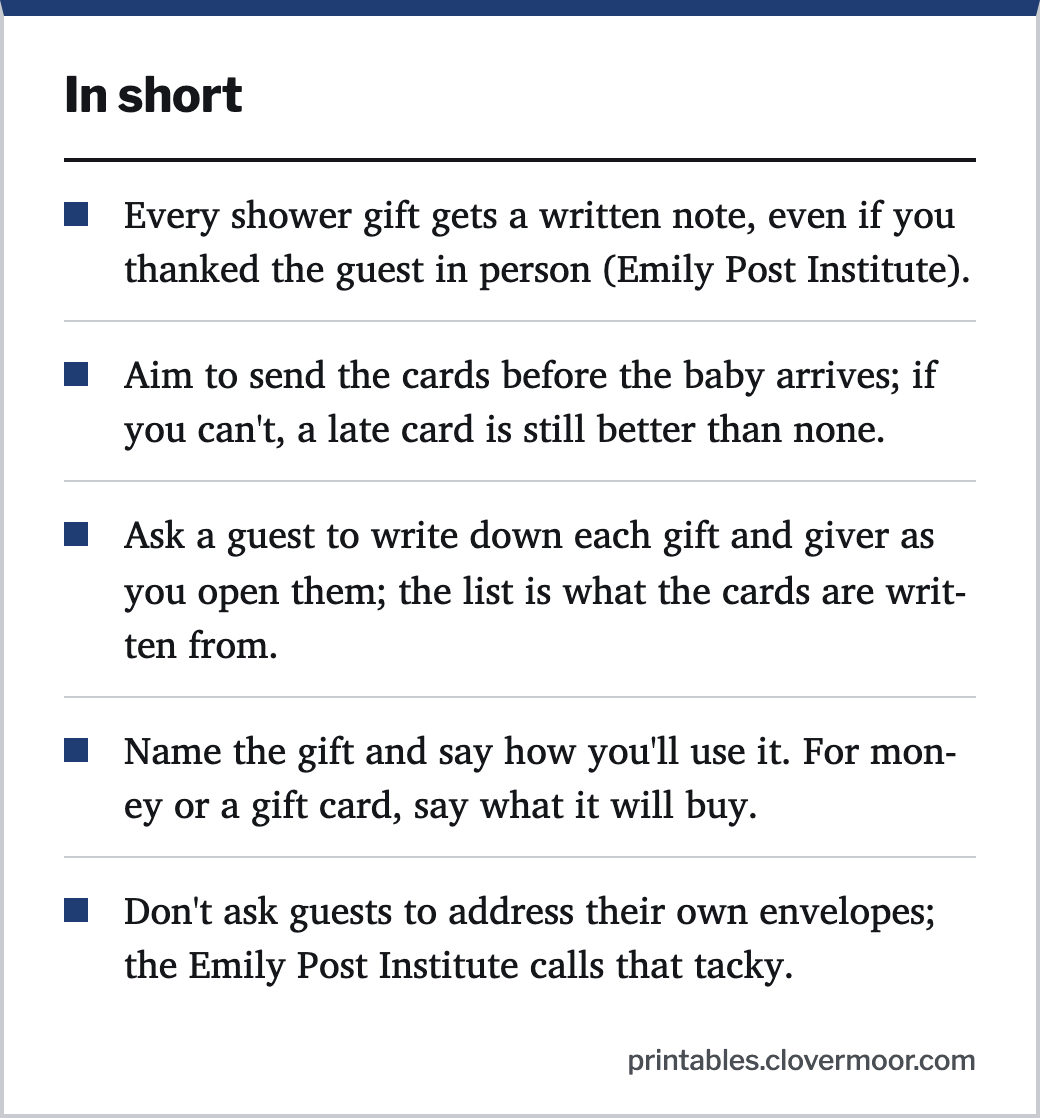 In short
Every shower gift gets a written note, even if you
thanked the guest in person (Emily Post Institute).
Aim to send the cards before the baby arrives; if
you can't, a late card is still better than none.
Ask a guest to write down each gift and giver as
you open them; the list is what the cards are writ-
ten from.
Name the gift and say how you'll use it. For mon-
ey or a gift card, say what it will buy.
Don't ask guests to address their own envelopes;
the Emily Post Institute calls that tacky.
printables.clovermoor.com